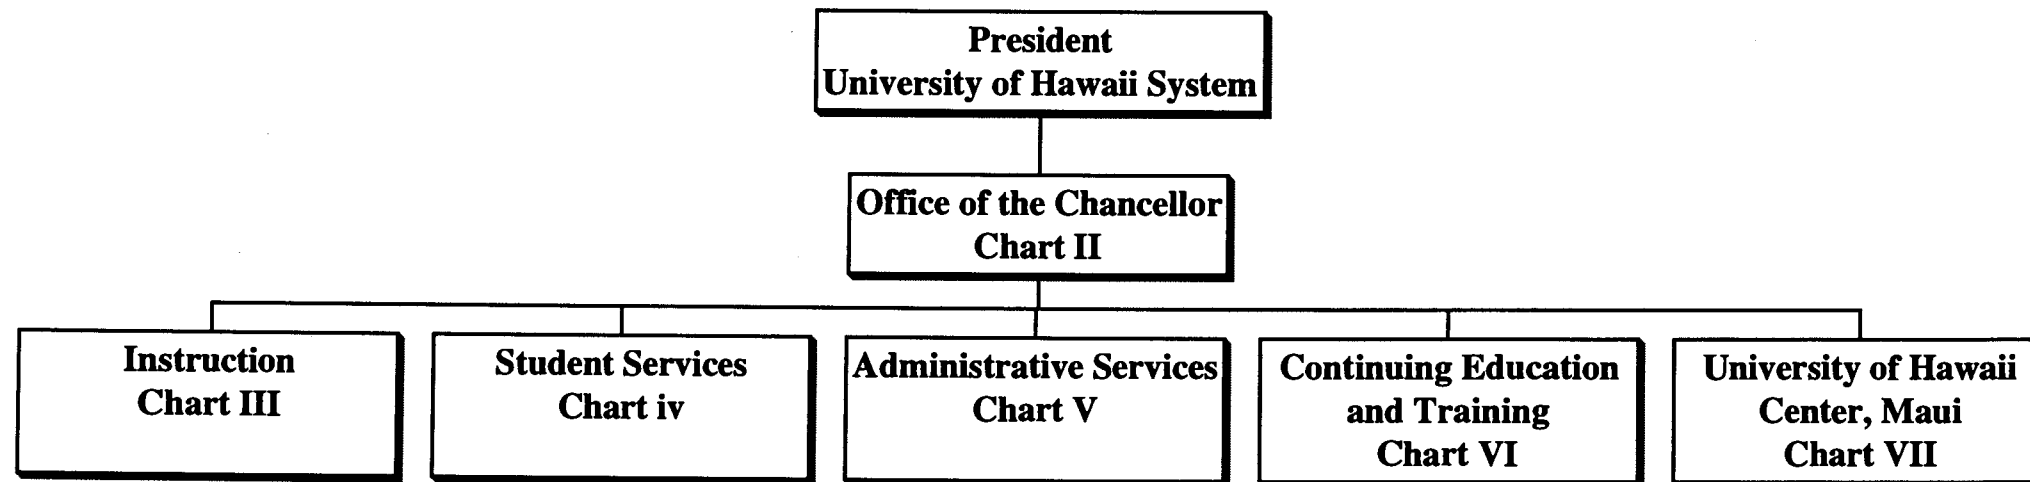 President
University of Hawaii System
Office of the Chancellor
Chart II
Instruction
Chart III
Student Services
Chart iv
Administrative Services
Chart V
Continuing Education
and Training
Chart VI
University of Hawaii
Center, Maui
Chart VII